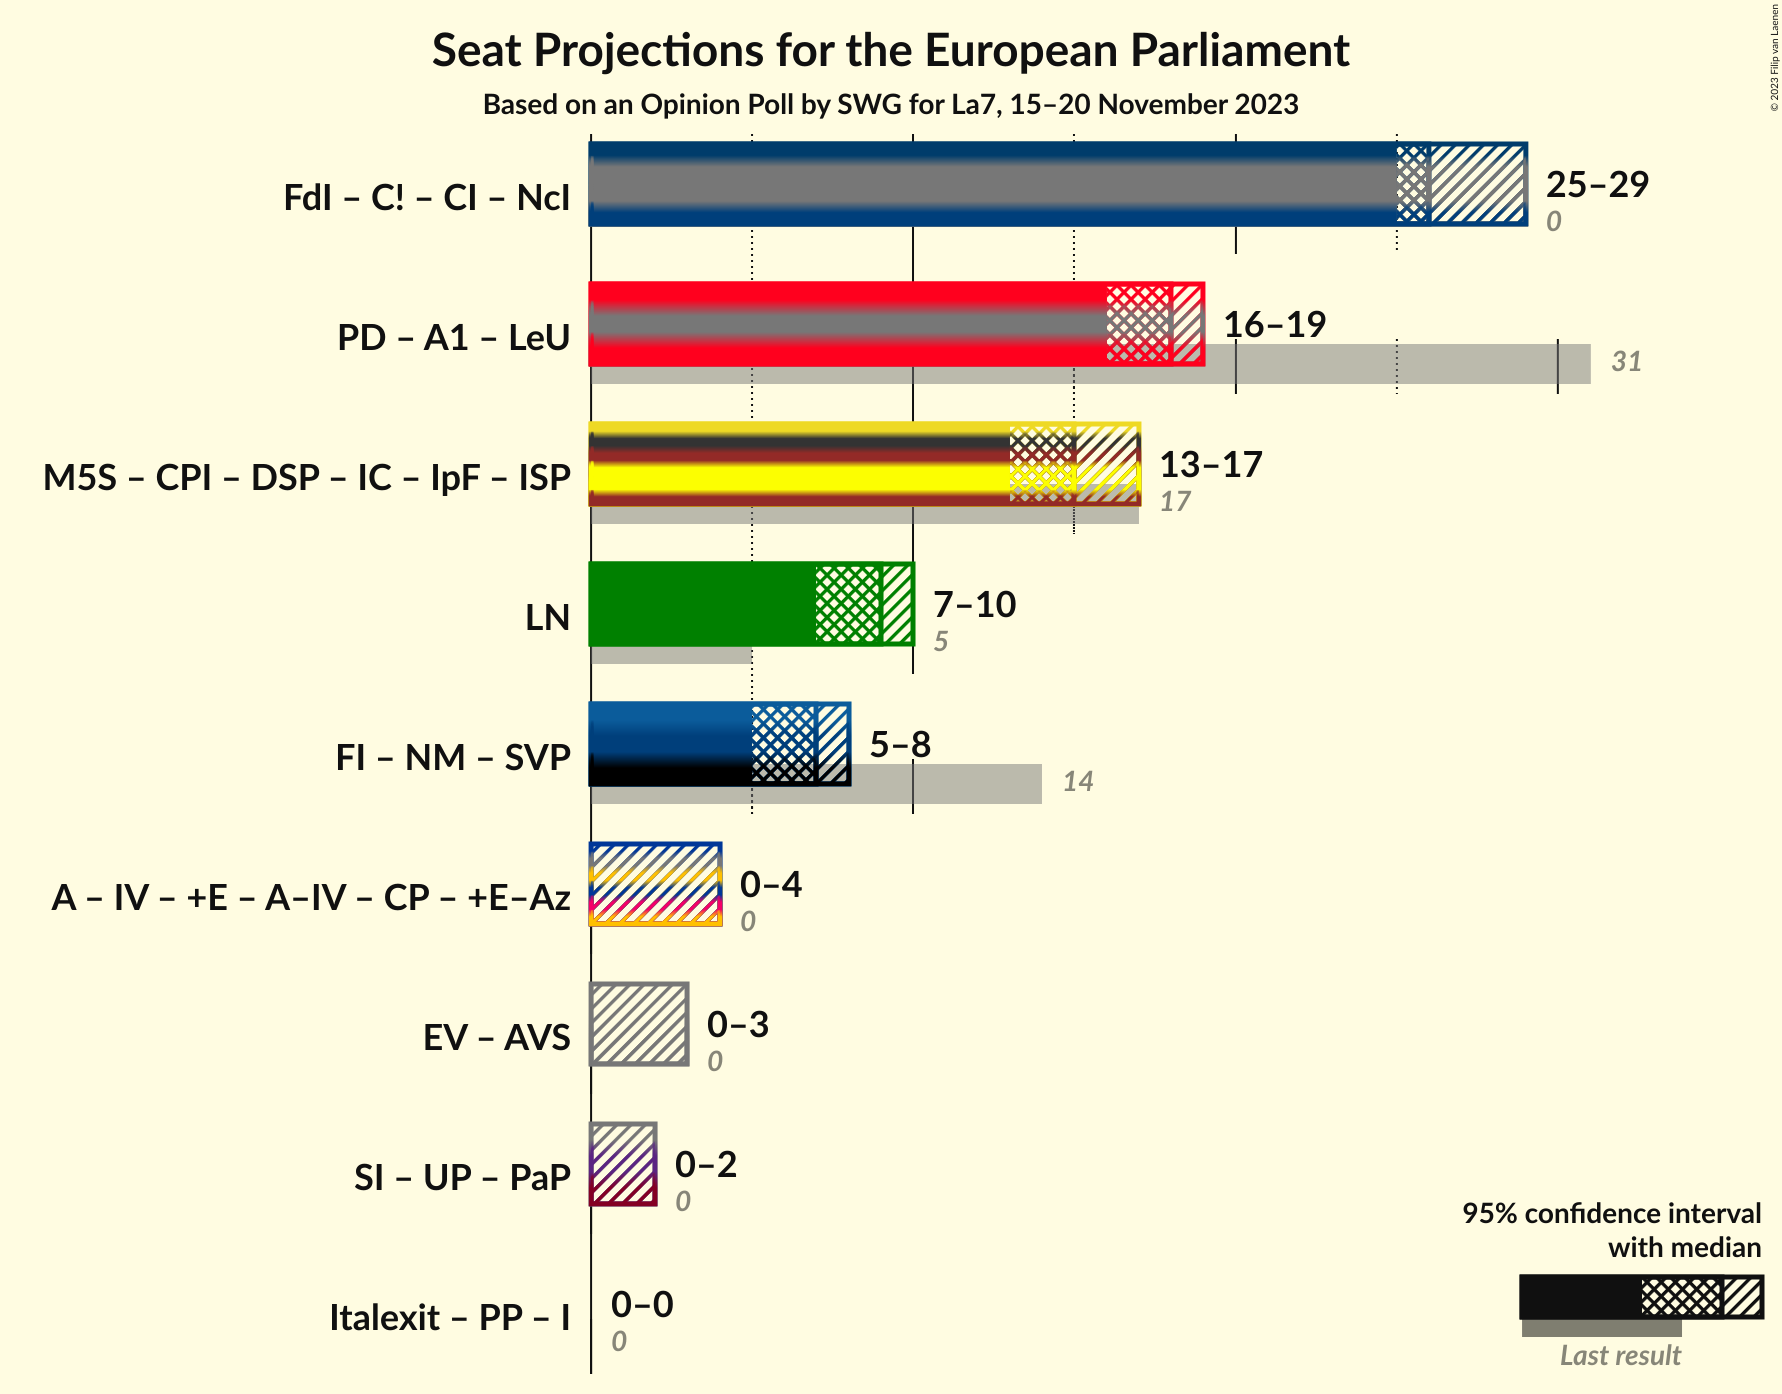 Seat Projections for the European Parliament
Based on an Opinion Poll by SWG for La7, 15–20 November 2023
© 2023 Filip van Laenen
FdI – C! – CI – NcI
25–29
0
PD – A1 – LeU
16–19
31
M5S – CPI – DSP – IC – IpF – ISP
13–17
17
LN
7–10
5
FI – NM – SVP
5–8
14
A – IV – +E – A–IV – CP – +E–Az
0–4
0
EV – AVS
0–3
0
SI – UP – PaP
0–2
0
Italexit – PP – I
0–0
0
95% confidence interval
with median
Last result